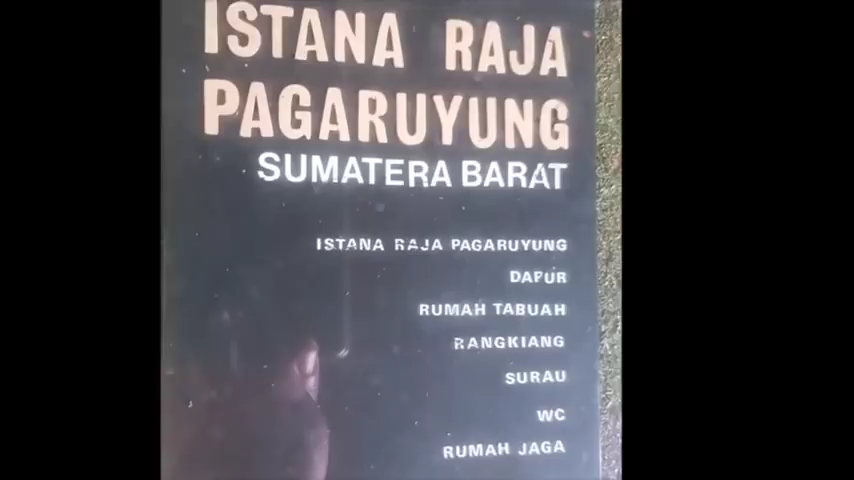 ISTANA RAJA
PAGARUYUNG
SUMATERA BARAT
ISTANA RAJA PAGARUYUNG
DAPUR
RUMAH TABUAH
RANGKIANG
SURAU
WC
RUMAH JAGA